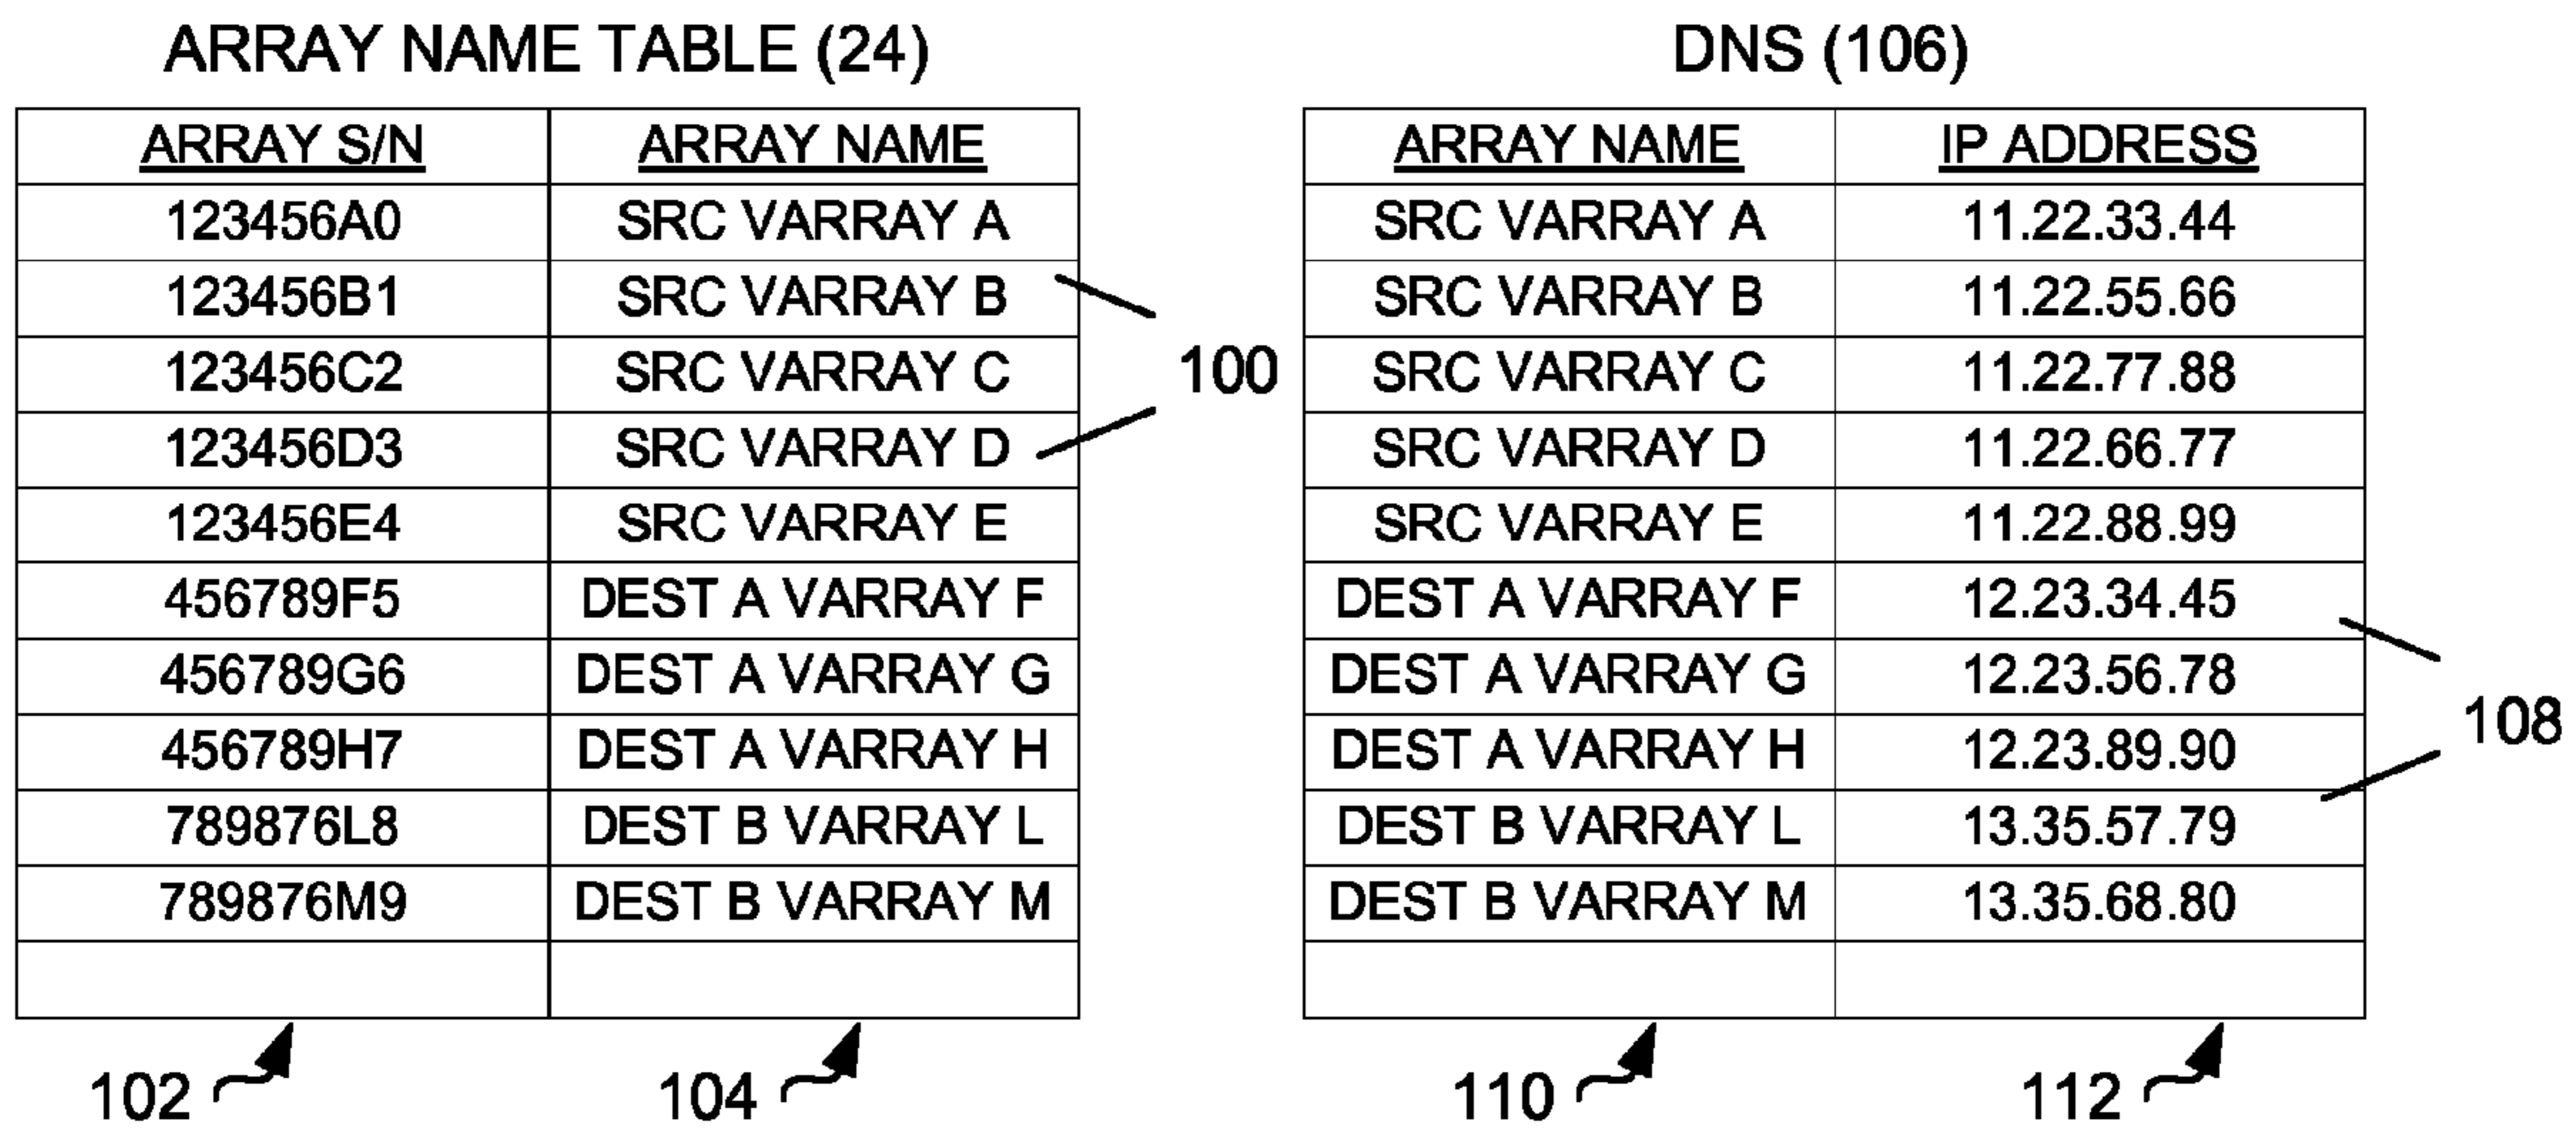 ARRAY NAME TABLE (24)
ARRAY S/N ARRAY NAME
123456A0 SRC VARRAY A
123456B1 SRC VARRAY B
123456C2 SRC VARRAY C
123456D3 SRC VARRAY D
123456E4 SRC VARRAY E
456789F5 DEST A VARRAY F
456789G6 DEST A VARRAY G
456789H7 DEST A VARRAY H
789876L8 DEST B VARRAY L
789876M9 DEST B VARRAY M
100
102
104
DNS (106)
ARRAY NAME IP ADDRESS
SRC VARRAY A 11.22.33.44
SRC VARRAY B 11.22.55.66
SRC VARRAY C 11.22.77.88
SRC VARRAY D 11.22.66.77
SRC VARRAY E 11.22.88.99
DEST A VARRAY F 12.23.34.45
DEST A VARRAY G 12.23.56.78
DEST A VARRAY H 12.23.89.90
DEST B VARRAY L 13.35.57.79
DEST B VARRAY M 13.35.68.80
108
110
112